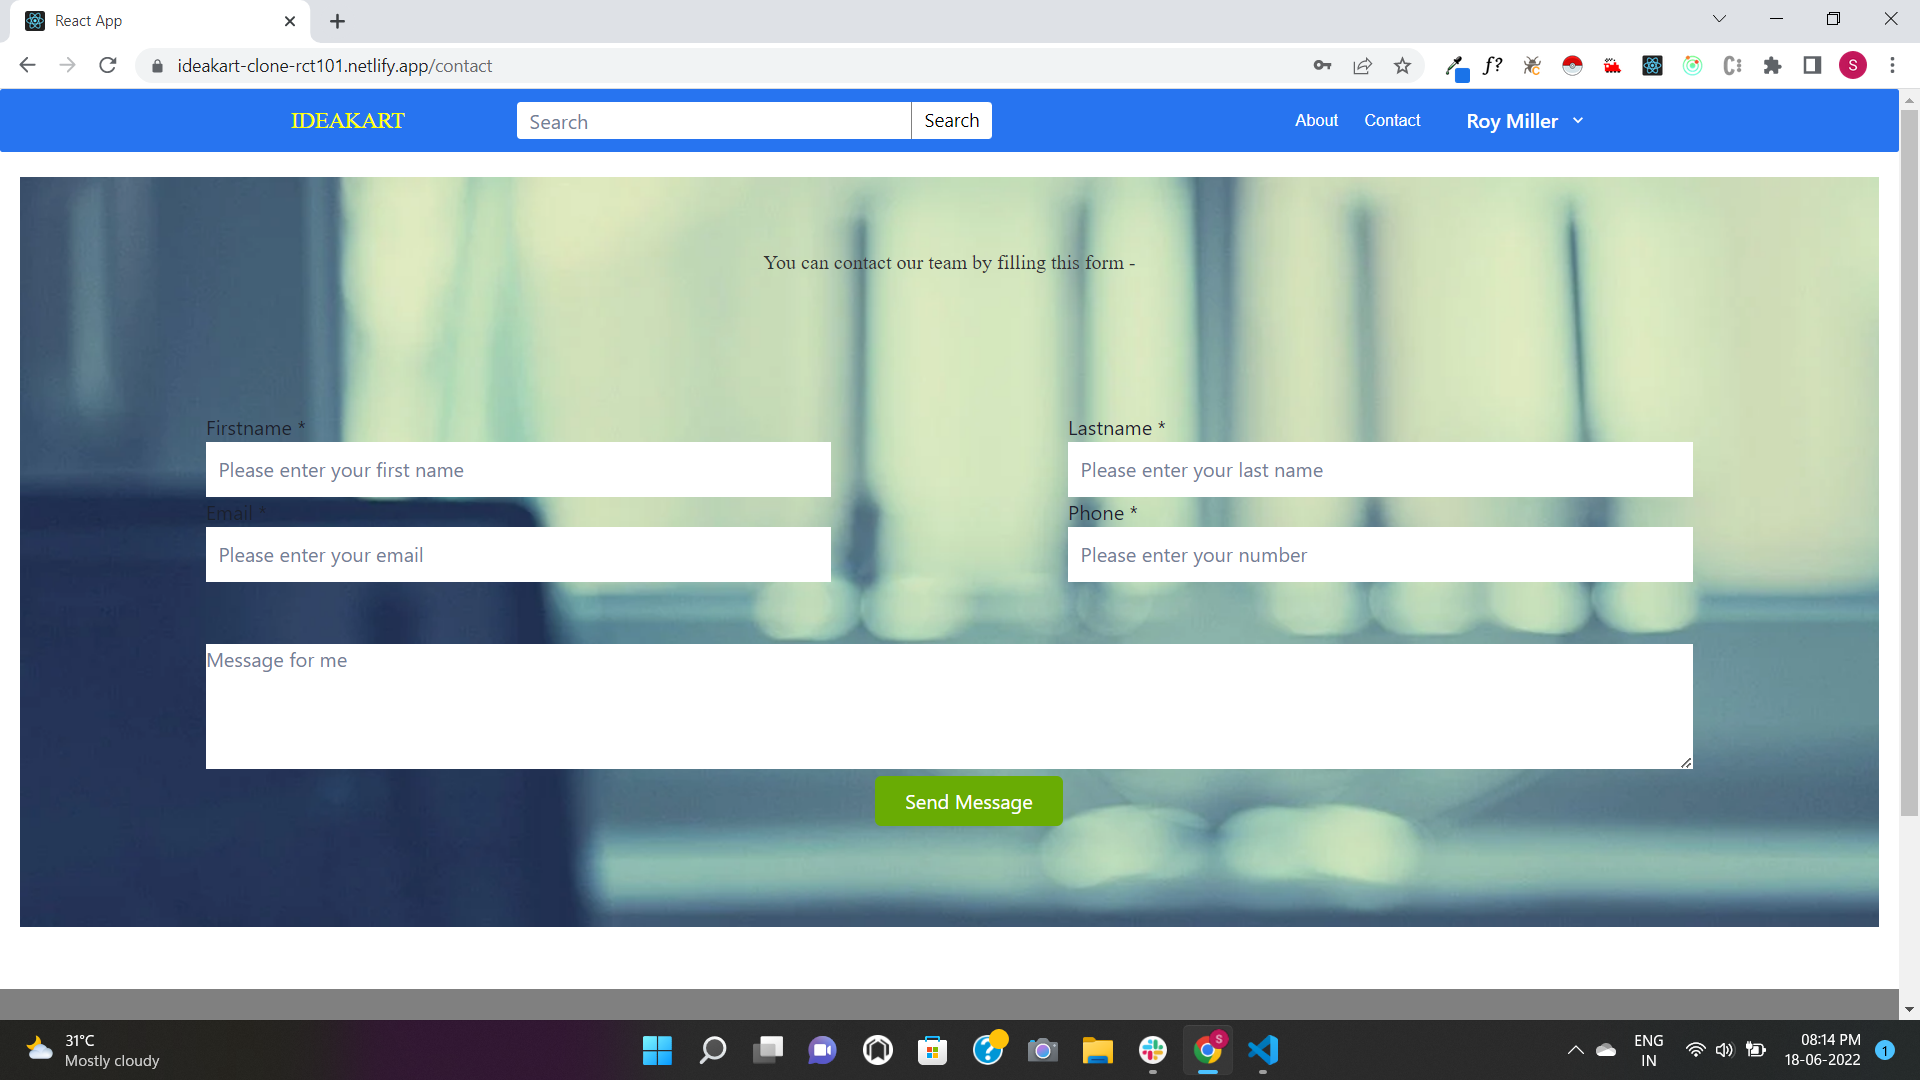 React App
ideakart-clone-rct101.netlify.app/contact
f?
S
IDEAKART
Search
Search
About
Contact
Roy Miller
You can contact our team by filling this form -
Firstname *
Lastname *
Please enter your first name
Please enter your last name
Email *
Phone *
Please enter your email
Please enter your number
Message for me
Send Message
31°C
Mostly cloudy
S
ENG
IN
08:14 PM
18-06-2022
1